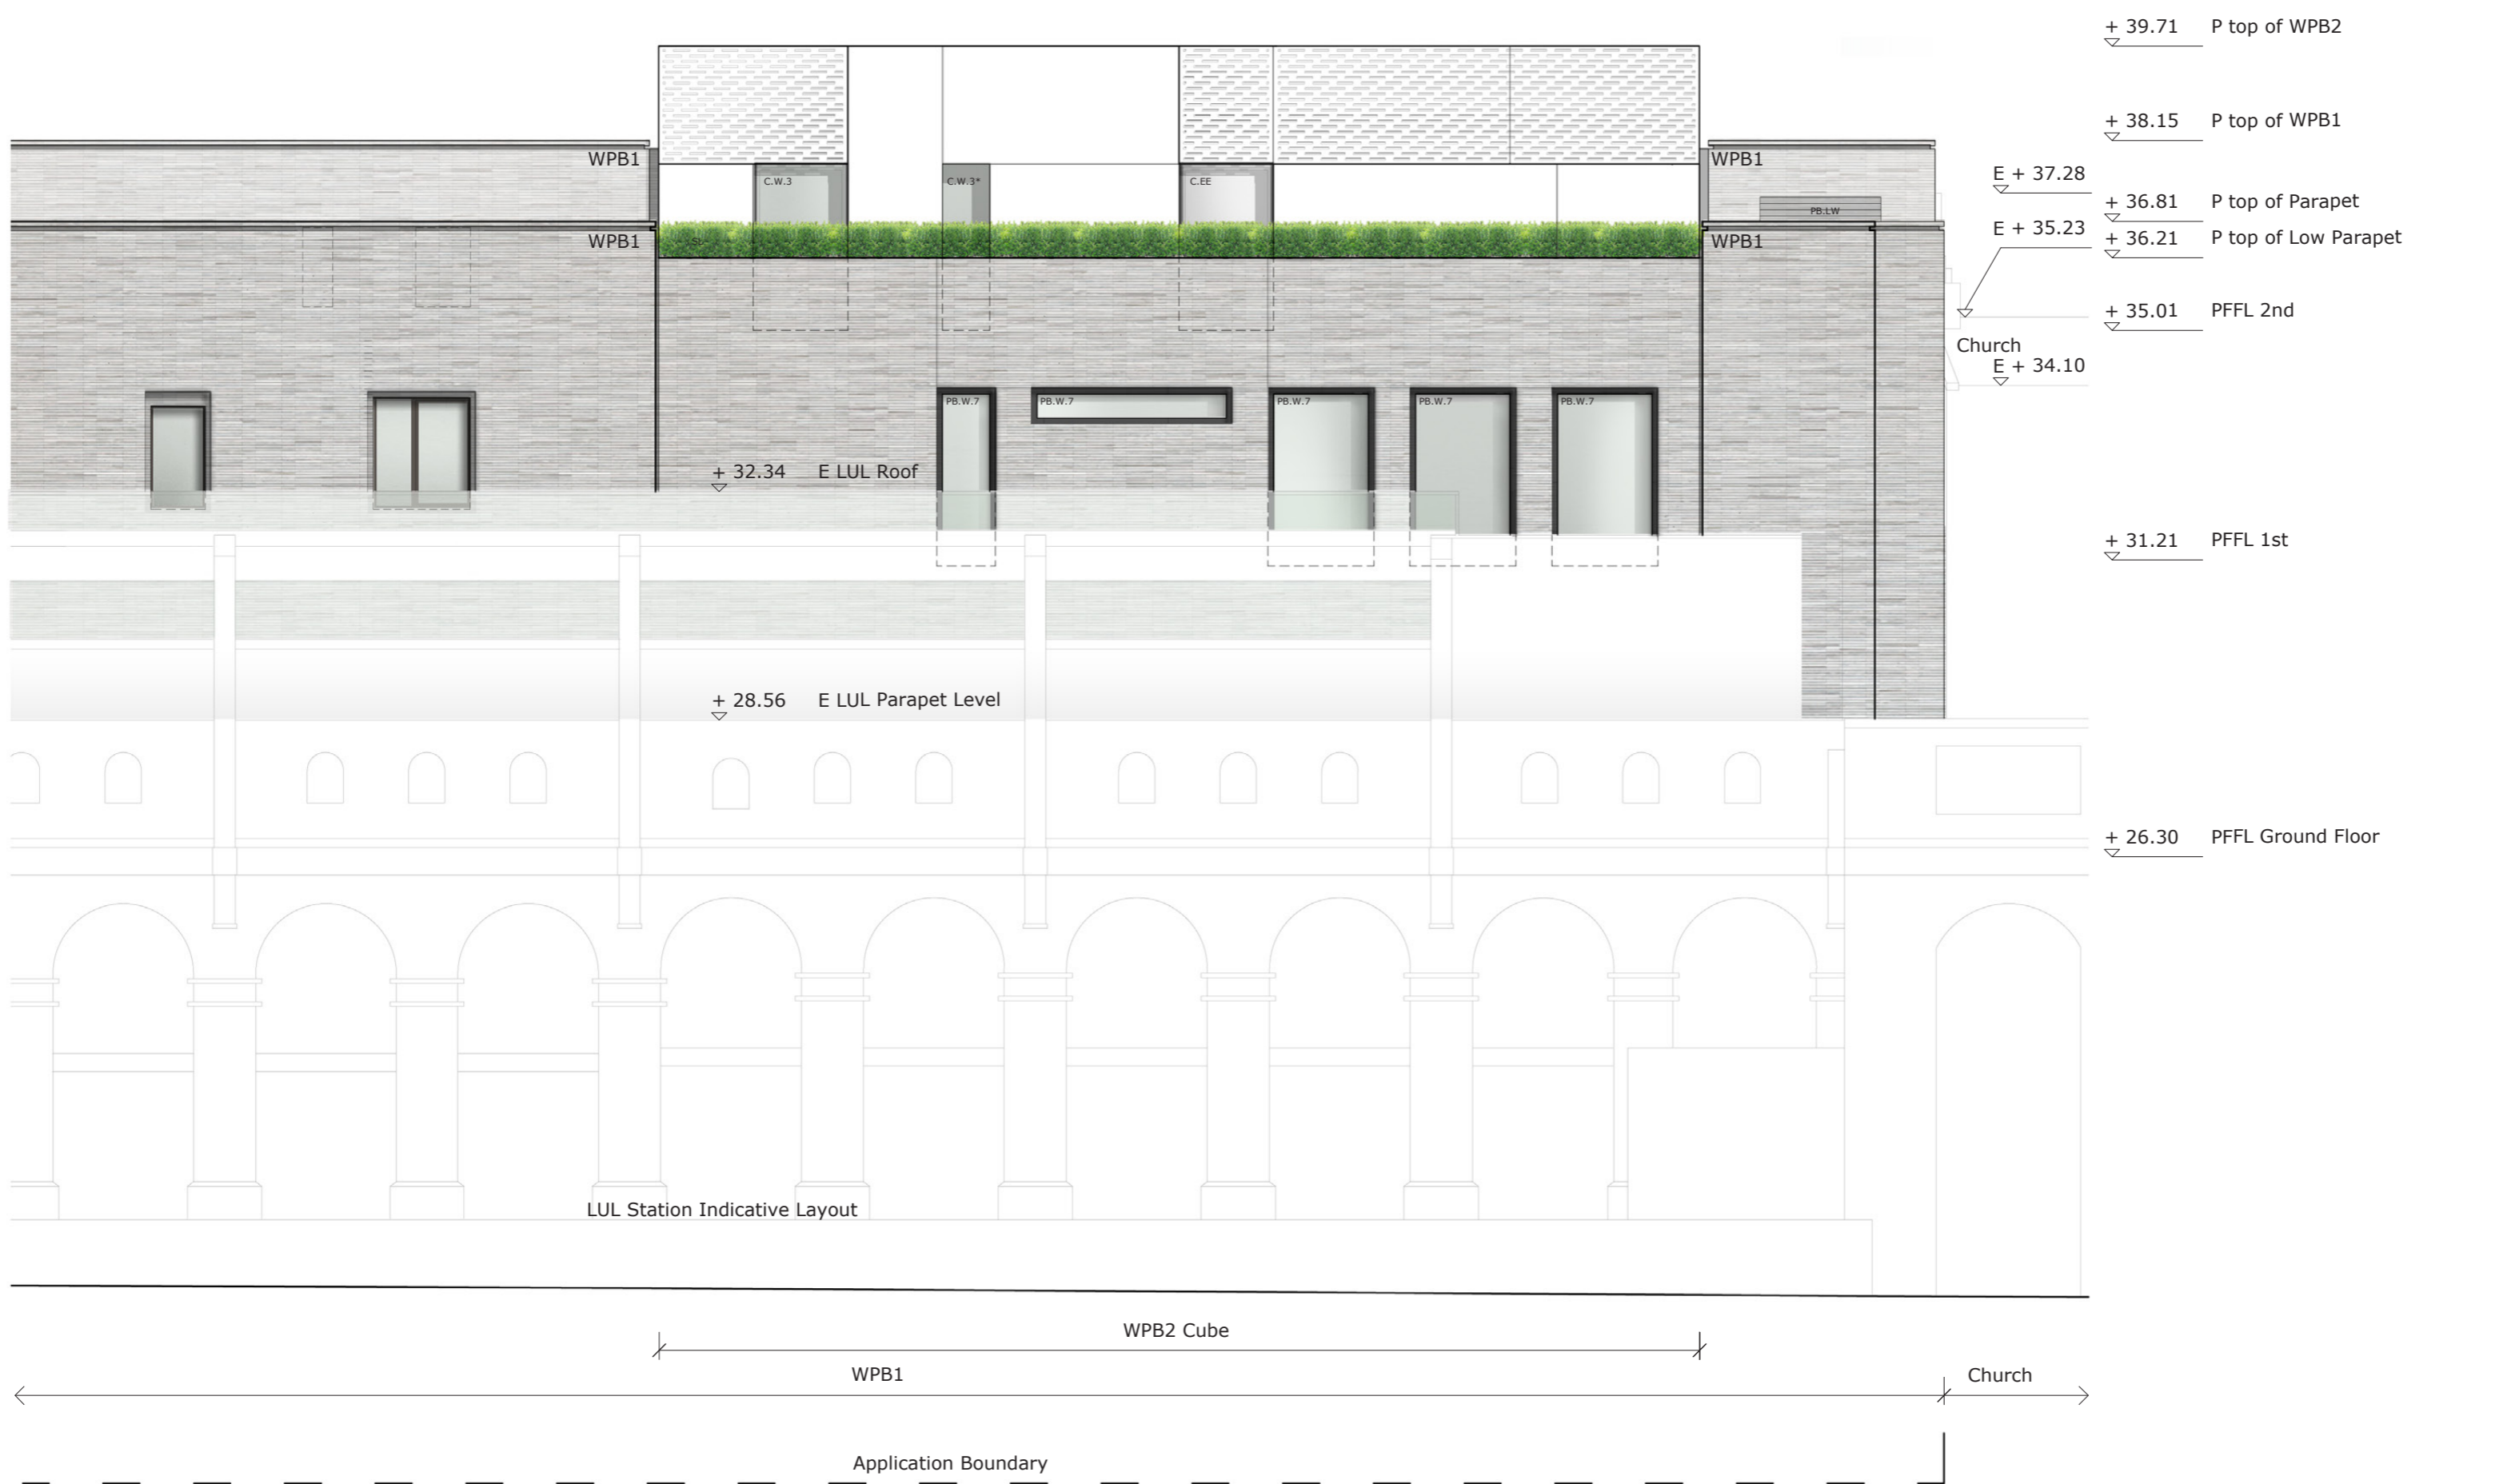 + 39.71 P top of WPB2
+ 38.15 P top of WPB1
WPB1
WPB1
E + 37.28
C.W.3
C.W.3*
C.EE
+ 36.81 P top of Parapet
PB.LW
E + 35.23
+ 36.21 P top of Low Parapet
WPB1
SL
WPB1
+ 35.01 PFFL 2nd
Church
E + 34.10
PB.W.7
PB.W.7
PB.W.7
PB.W.7
PB.W.7
+ 32.34 E LUL Roof
+ 31.21 PFFL 1st
+ 28.56 E LUL Parapet Level
+ 26.30 PFFL Ground Floor
LUL Station Indicative Layout
WPB2 Cube
WPB1
Church
Application Boundary